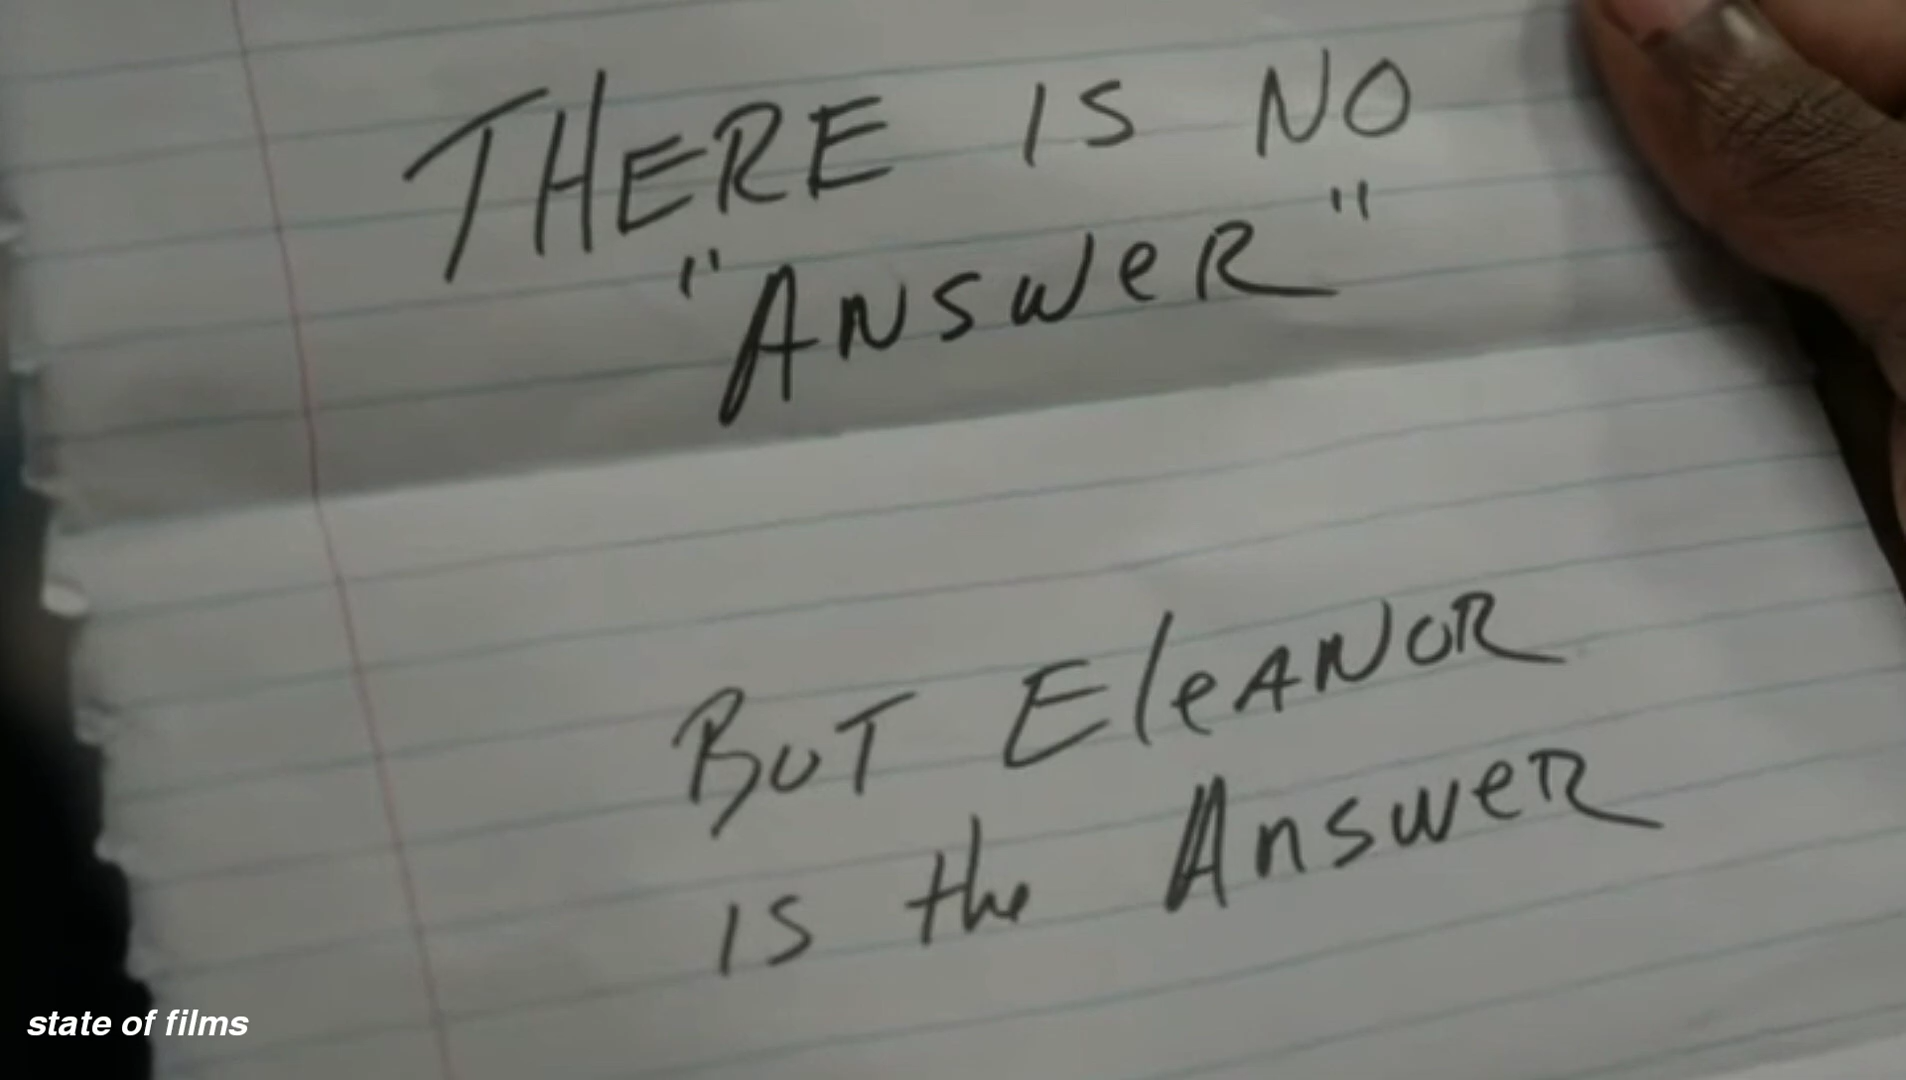 THERE IS NO
"ANSWER"
BUT EleANOR
is the Answer
state of films